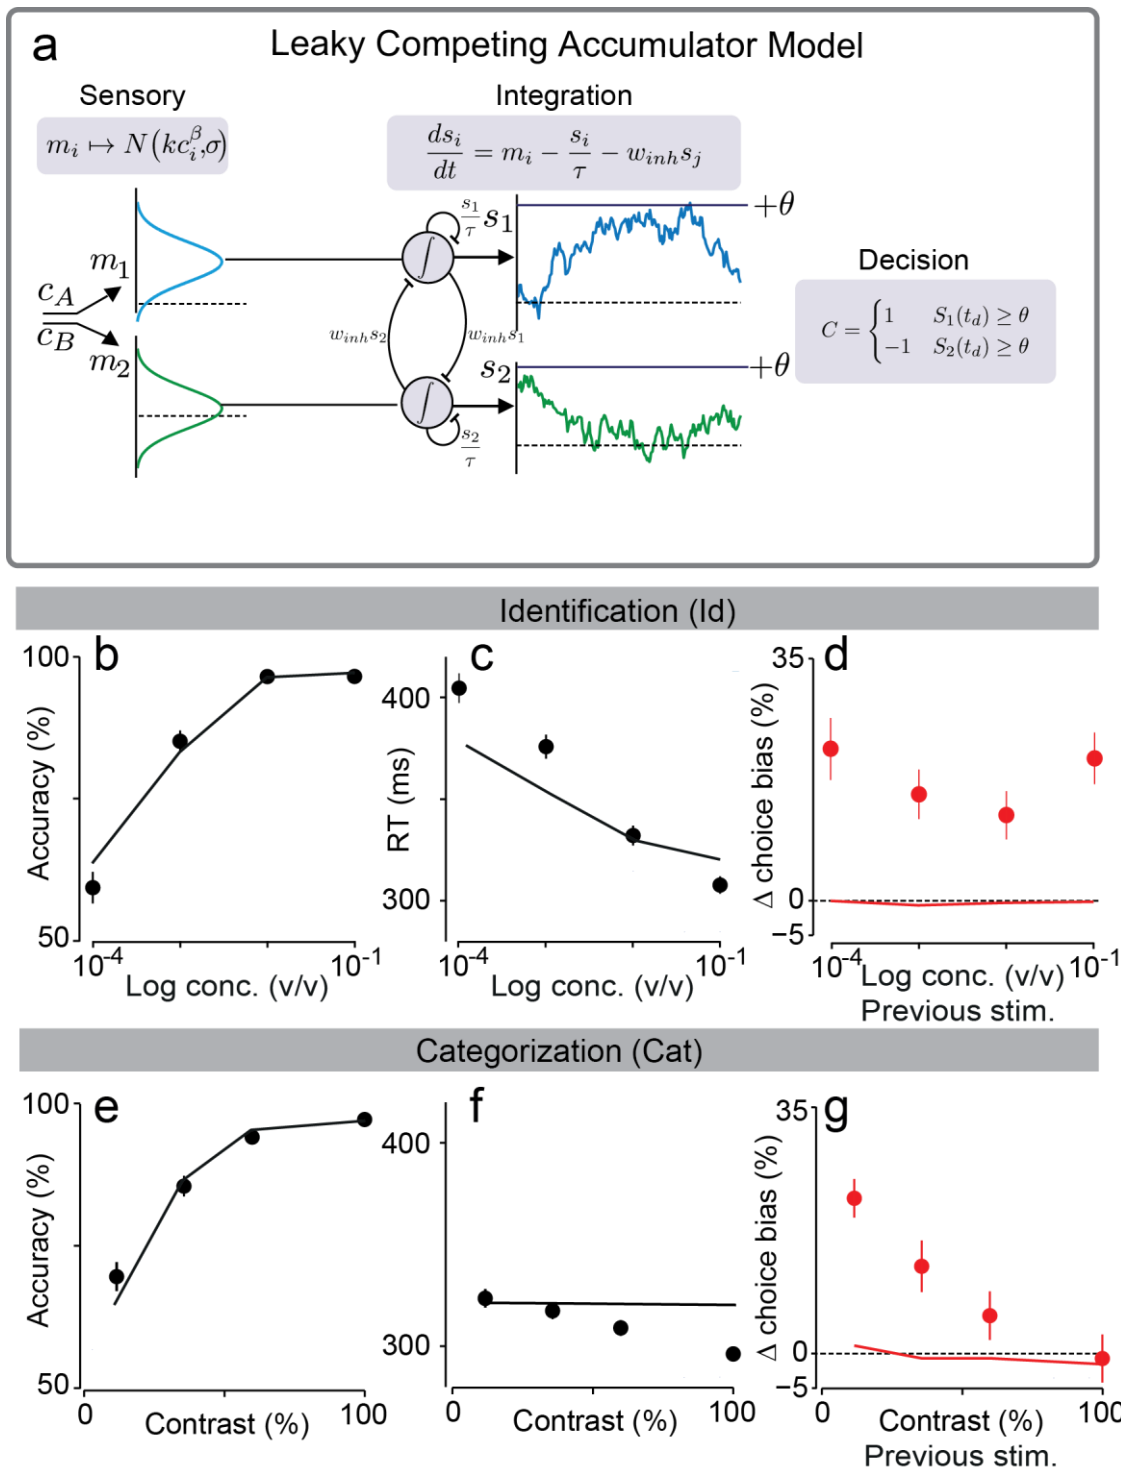 a
Leaky Competing Accumulator Model
Sensory
Integration
m_i ↦ N(kc_i^β,σ)
ds_i/dt = m_i − s_i/τ − w_inh s_j
+θ
s_1/τ
s_1
m_1
c_A
c_B
m_2
∫
w_inh s_2
w_inh s_1
s_2
+θ
∫
s_2/τ
Decision
C = { 1 S_1(t_d) ≥ θ
−1 S_2(t_d) ≥ θ
Identification (Id)
b
100
Accuracy (%)
50
10^-4
10^-1
Log conc. (v/v)
c
400
RT (ms)
300
10^-4
10^-1
Log conc. (v/v)
d
35
Δ choice bias (%)
0
−5
10^-4
10^-1
Log conc. (v/v)
Previous stim.
Categorization (Cat)
e
100
Accuracy (%)
50
0
100
Contrast (%)
f
400
300
0
100
Contrast (%)
g
35
Δ choice bias (%)
0
−5
0
100
Contrast (%)
Previous stim.